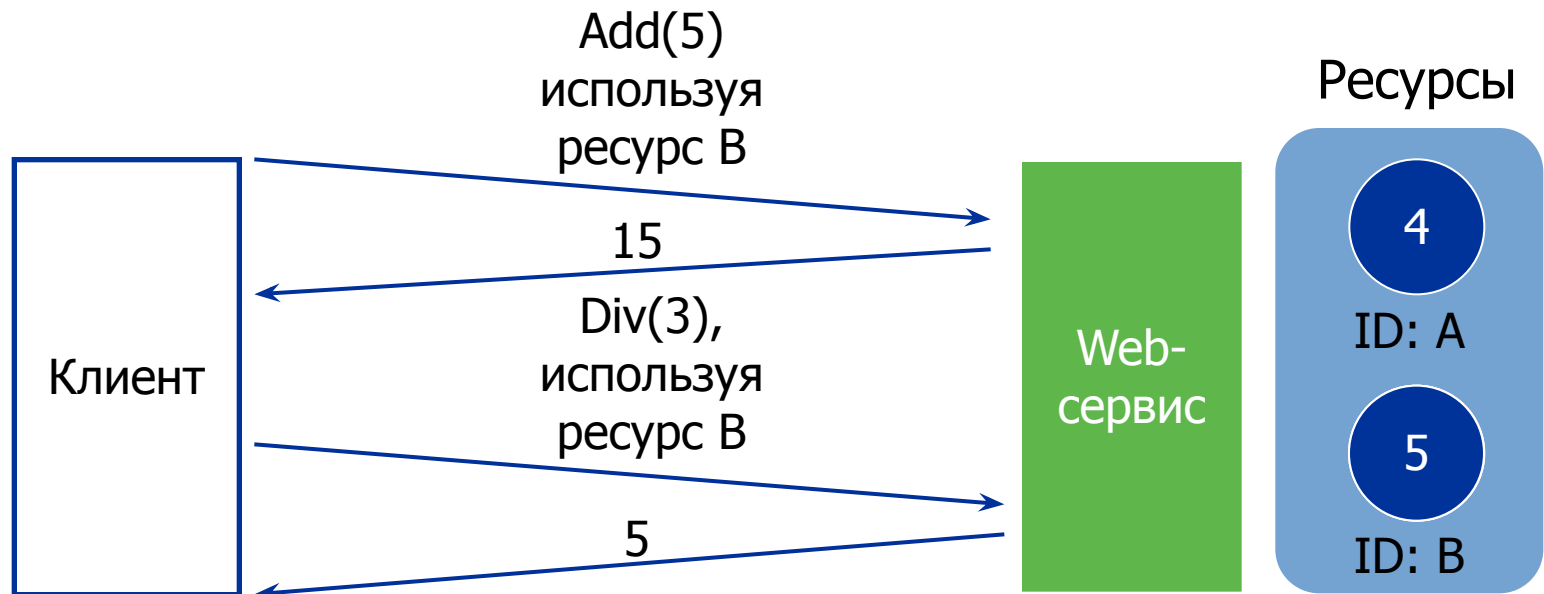 Add(5)
используя
ресурс B
15
Div(3),
используя
ресурс B
5
Клиент
Web-
сервис
Ресурсы
4
ID: A
5
ID: B